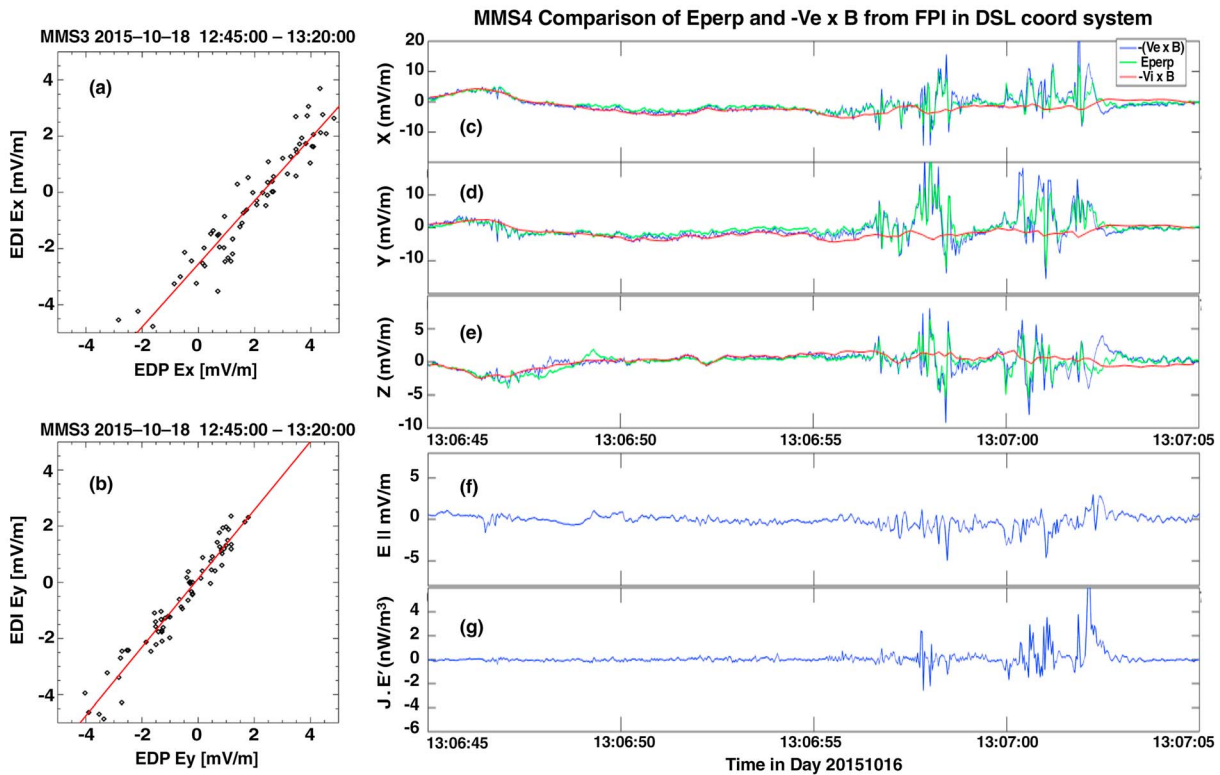 MMS3 2015–10–18 12:45:00 – 13:20:00
(a)
4
2
0
-2
-4
EDI Ex [mV/m]
-4 -2 0 2 4
EDP Ex [mV/m]
MMS3 2015–10–18 12:45:00 – 13:20:00
(b)
4
2
0
-2
-4
EDI Ey [mV/m]
-4 -2 0 2 4
EDP Ey [mV/m]
MMS4 Comparison of Eperp and -Ve x B from FPI in DSL coord system
-(Ve x B)
Eperp
-Vi x B
20
10
0
-10
X (mV/m)
(c)
10
0
-10
Y (mV/m)
(d)
5
0
-5
-10
Z (mV/m)
(e)
13:06:45 13:06:50 13:06:55 13:07:00 13:07:05
5
0
-5
E || mV/m
(f)
4
2
0
-2
-4
-6
J . E' (nW/m³)
(g)
13:06:45 13:06:50 13:06:55 13:07:00 13:07:05
Time in Day 20151016